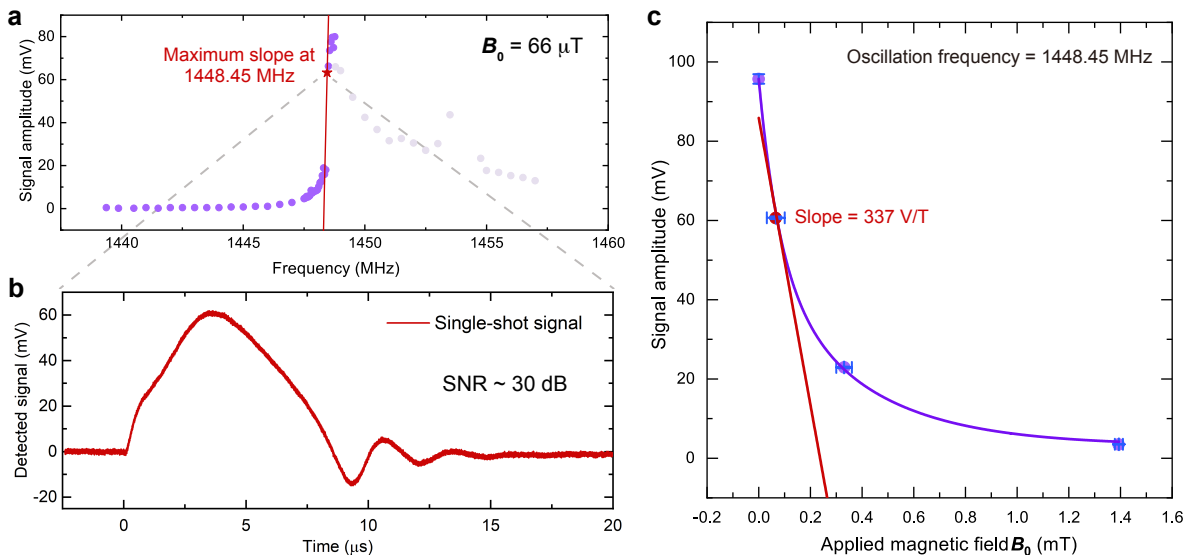 a
Signal amplitude (mV)
80
60
40
20
0
Maximum slope at
1448.45 MHz
B0 = 66 μT
1440
1445
1450
1455
1460
Frequency (MHz)
b
Detected signal (mV)
60
40
20
0
-20
Single-shot signal
SNR ~ 30 dB
0
5
10
15
20
Time (μs)
c
Signal amplitude (mV)
100
80
60
40
20
0
Oscillation frequency = 1448.45 MHz
Slope = 337 V/T
-0.2
0.0
0.2
0.4
0.6
0.8
1.0
1.2
1.4
1.6
Applied magnetic field B0 (mT)